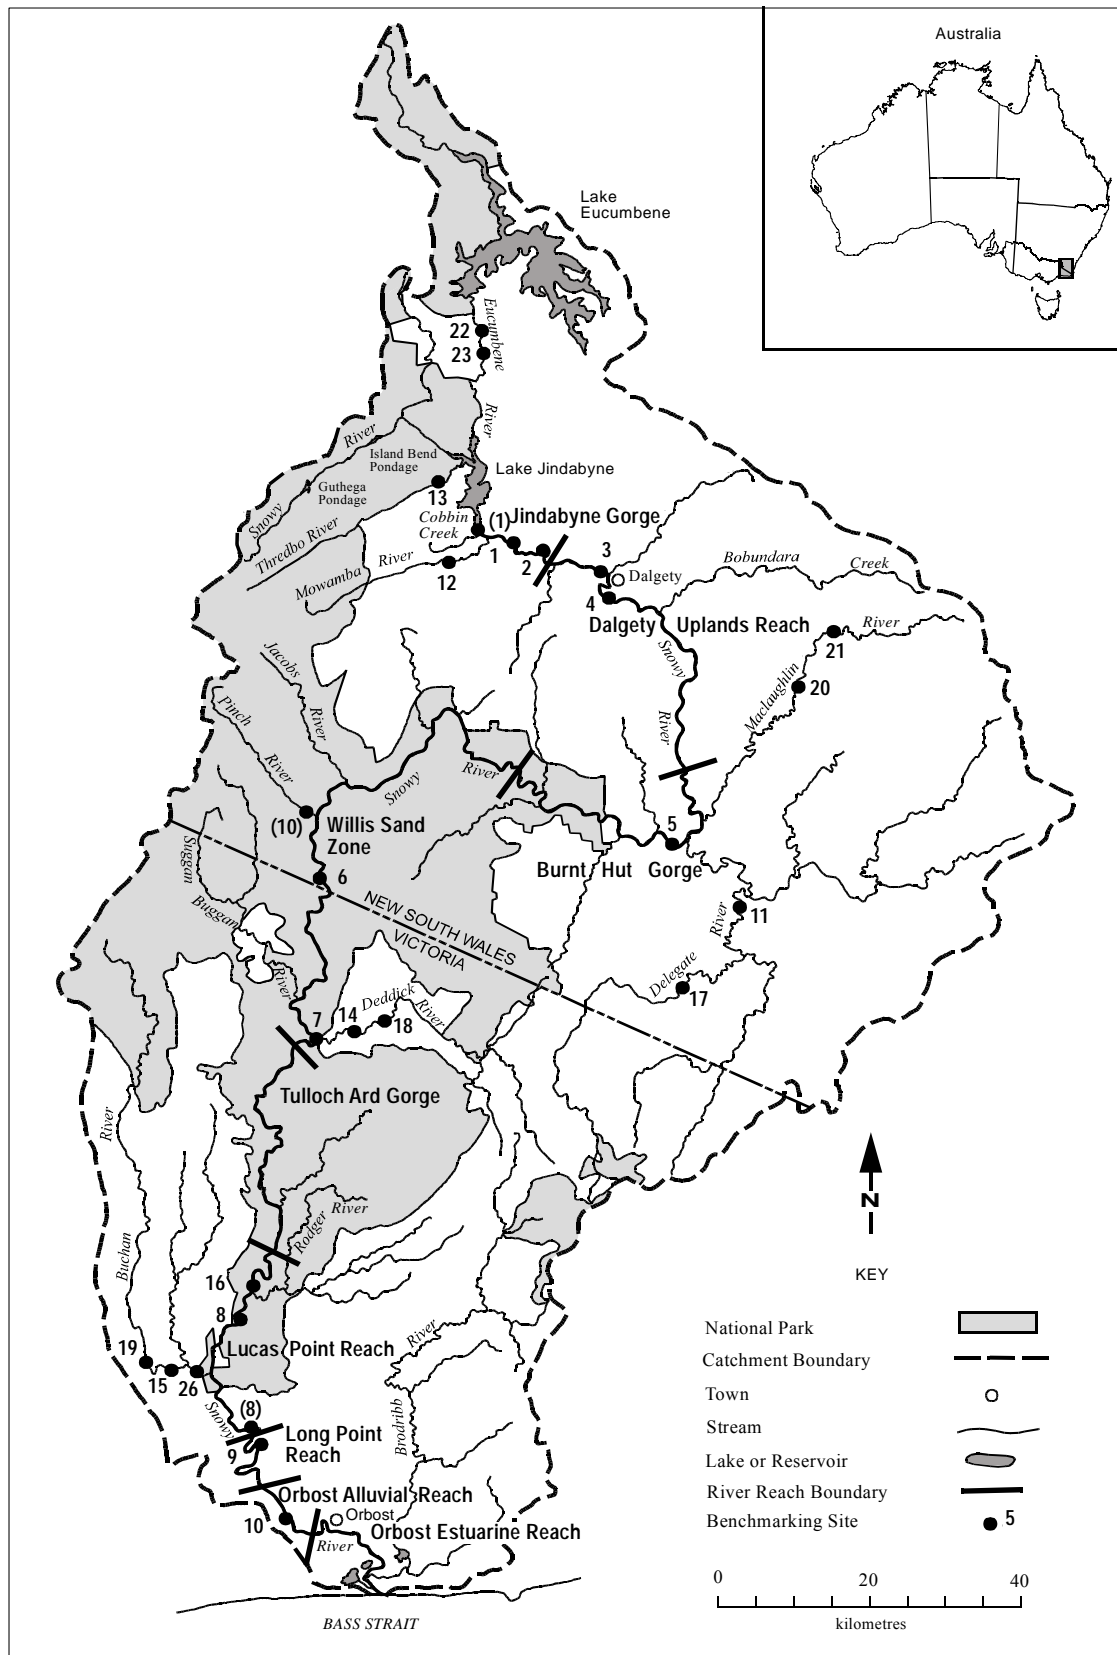 Australia
Lake
Eucumbene
Eucumbene
22
23
River
River
Island Bend
Pondage
Lake Jindabyne
Guthega
Pondage
13
Snowy
Cobbin
Creek
(1)
Jindabyne Gorge
Thredbo River
1
2
3
River
12
Dalgety
Bobundara
Creek
Mowamba
4
Dalgety Uplands Reach
River
21
Snowy
Jacobs
Maclaughlin
20
Pinch
River
River
River
Snowy
River
(10)
Willis Sand
Zone
5
Suggan
Burnt Hut Gorge
6
NEW SOUTH WALES
VICTORIA
11
Buggan
River
River
Delegate
17
7
14
Deddick
18
River
Tulloch Ard Gorge
River
Rodger
River
Buchan
16
8
River
19
15
26
Lucas Point Reach
Snowy
(8)
Brodribb
9
Long Point
Reach
Orbost Alluvial Reach
10
Orbost
Orbost Estuarine Reach
River
BASS STRAIT
N
KEY
National Park
Catchment Boundary
Town
Stream
Lake or Reservoir
River Reach Boundary
Benchmarking Site
5
0
20
40
kilometres